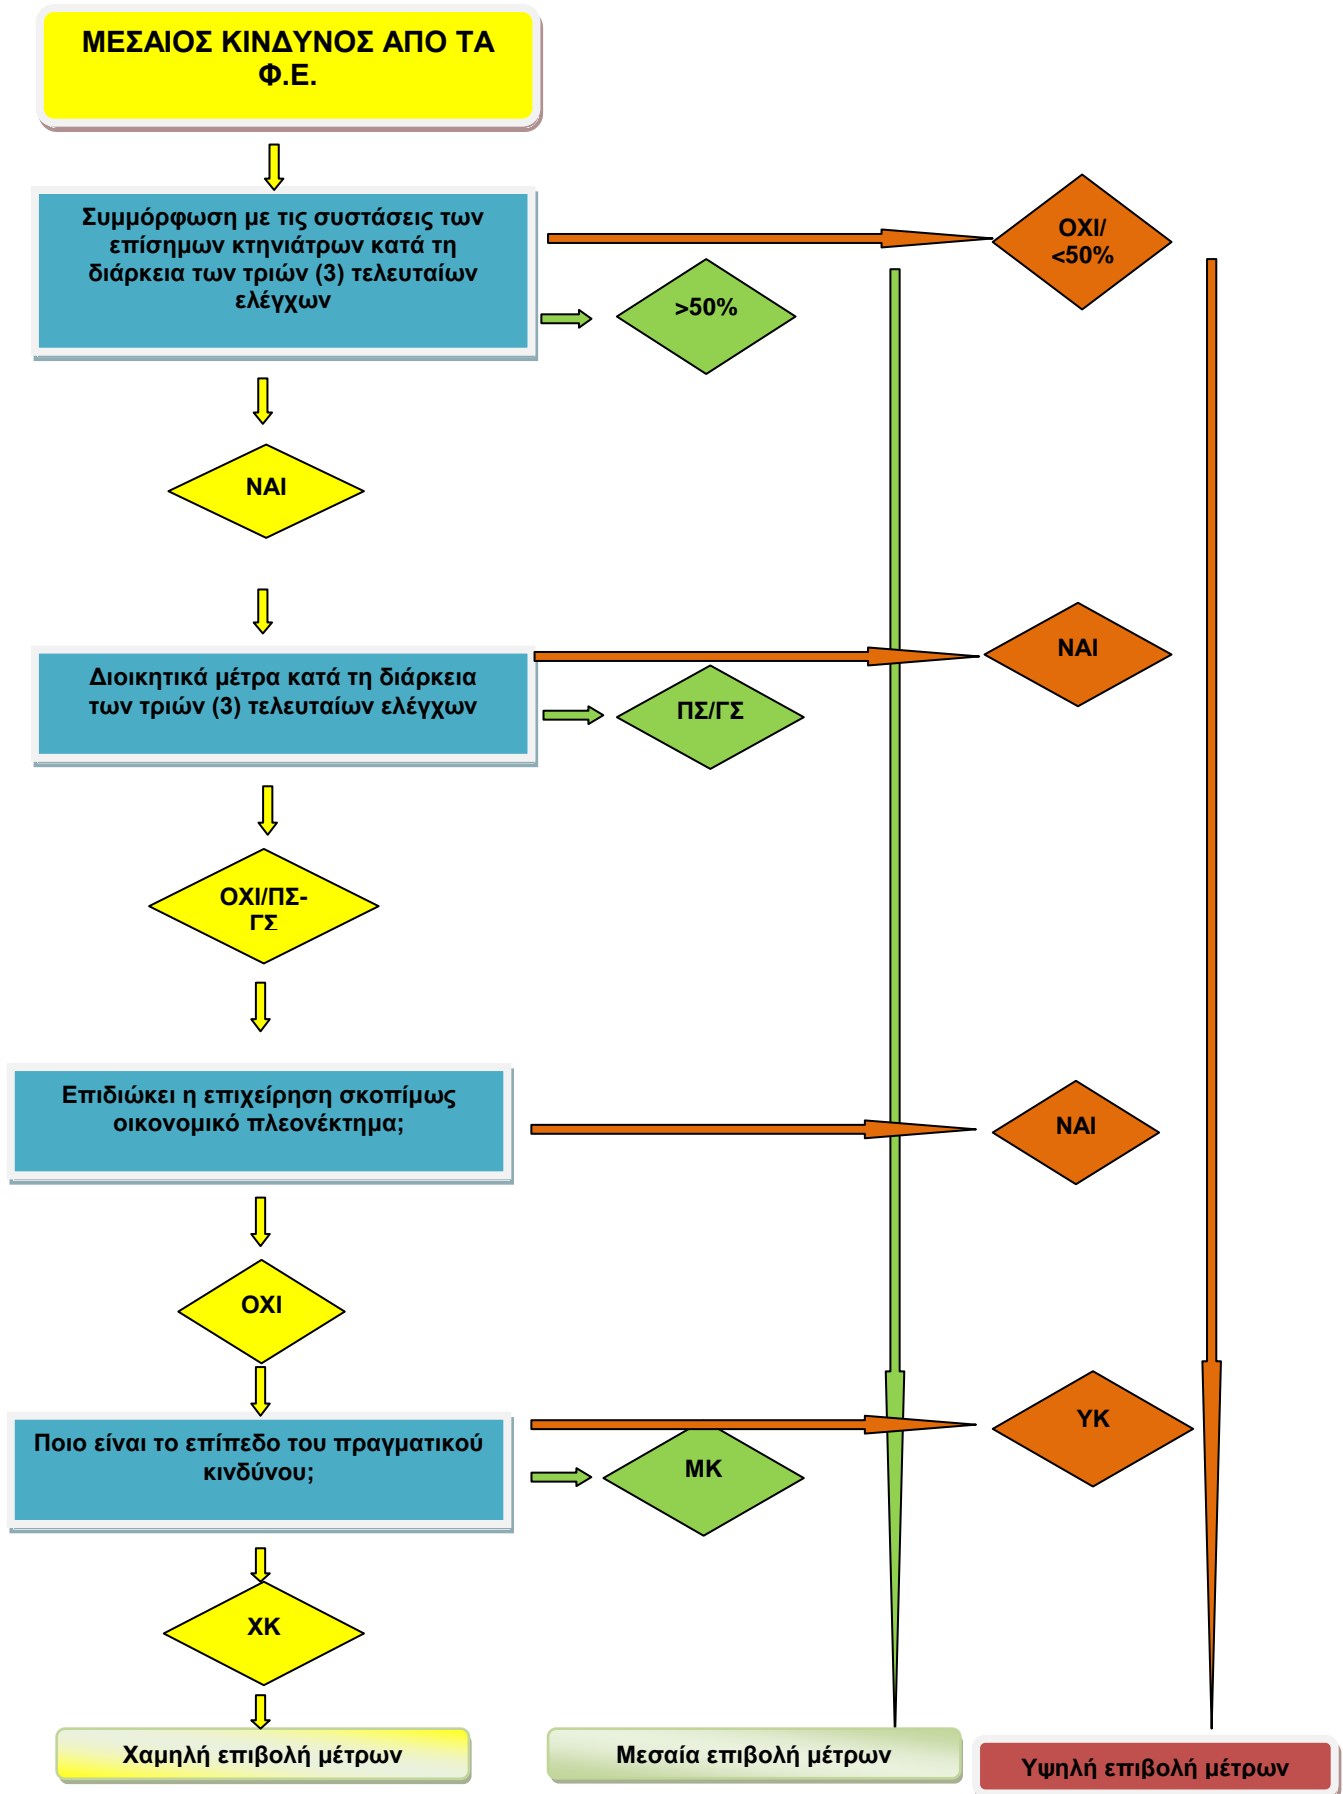 ΜΕΣΑΙΟΣ ΚΙΝΔΥΝΟΣ ΑΠΟ ΤΑ
Φ.Ε.
Συμμόρφωση με τις συστάσεις των
επίσημων κτηνιάτρων κατά τη
διάρκεια των τριών (3) τελευταίων
ελέγχων
ΟΧΙ/
<50%
>50%
ΝΑΙ
Διοικητικά μέτρα κατά τη διάρκεια
των τριών (3) τελευταίων ελέγχων
ΝΑΙ
ΠΣ/ΓΣ
ΟΧΙ/ΠΣ-
ΓΣ
Επιδιώκει η επιχείρηση σκοπίμως
οικονομικό πλεονέκτημα;
ΝΑΙ
ΟΧΙ
Ποιο είναι το επίπεδο του πραγματικού
κινδύνου;
ΥΚ
ΜΚ
ΧΚ
Χαμηλή επιβολή μέτρων
Μεσαία επιβολή μέτρων
Υψηλή επιβολή μέτρων